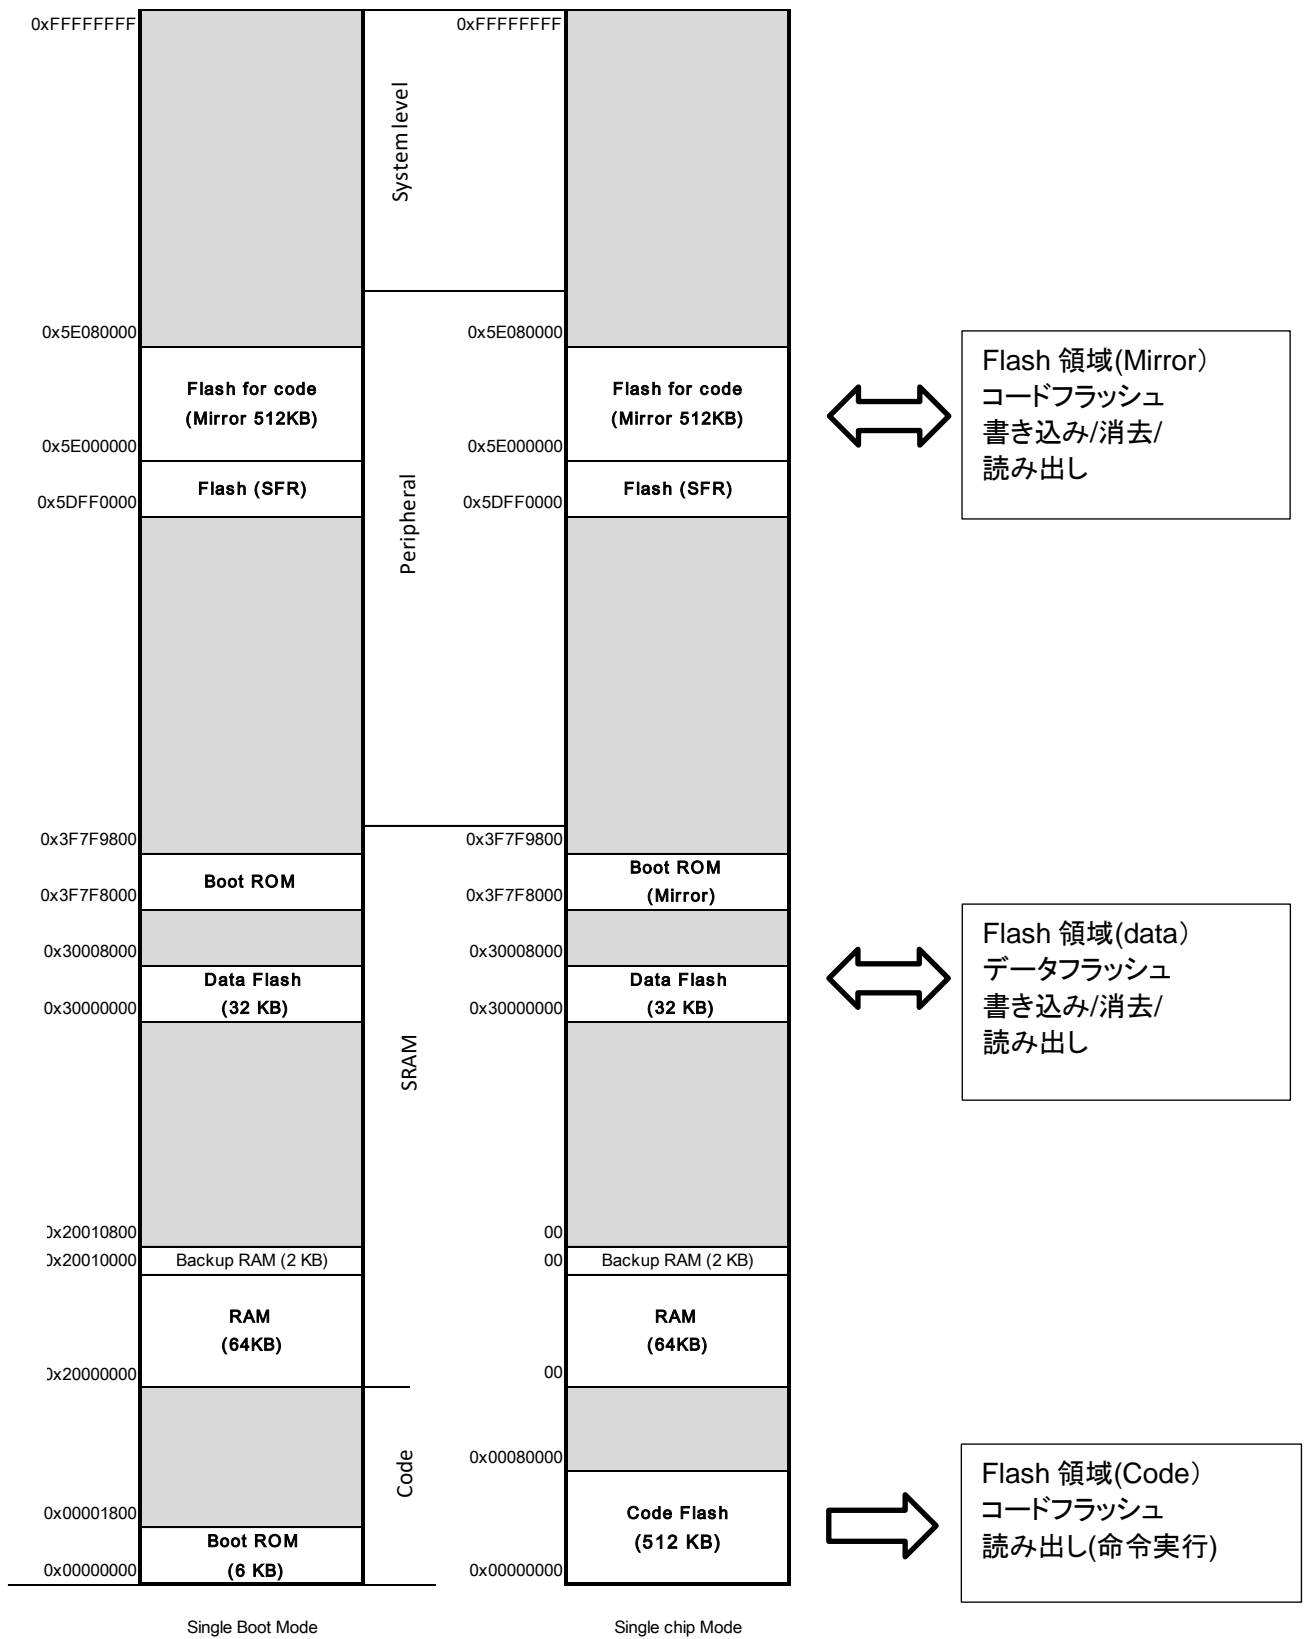 0xFFFFFFFF
System level
0x5E080000
Flash for code
(Mirror 512KB)
0x5E000000
Flash (SFR)
0x5DFF0000
Peripheral
0x3F7F9800
Boot ROM
0x3F7F8000
0x30008000
Data Flash
(32 KB)
0x30000000
SRAM
0x20010800
0x20010000
Backup RAM (2 KB)
RAM
(64KB)
0x20000000
Code
0x00001800
Boot ROM
(6 KB)
0x00000000
Single Boot Mode
0xFFFFFFFF
0x5E080000
Flash for code
(Mirror 512KB)
0x5E000000
Flash (SFR)
0x5DFF0000
0x3F7F9800
Boot ROM
(Mirror)
0x3F7F8000
0x30008000
Data Flash
(32 KB)
0x30000000
00
00
Backup RAM (2 KB)
RAM
(64KB)
00
0x00080000
Code Flash
(512 KB)
0x00000000
Single chip Mode
Flash 領域(Mirror)
コードフラッシュ
書き込み/消去/
読み出し
Flash 領域(data)
データフラッシュ
書き込み/消去/
読み出し
Flash 領域(Code)
コードフラッシュ
読み出し(命令実行)